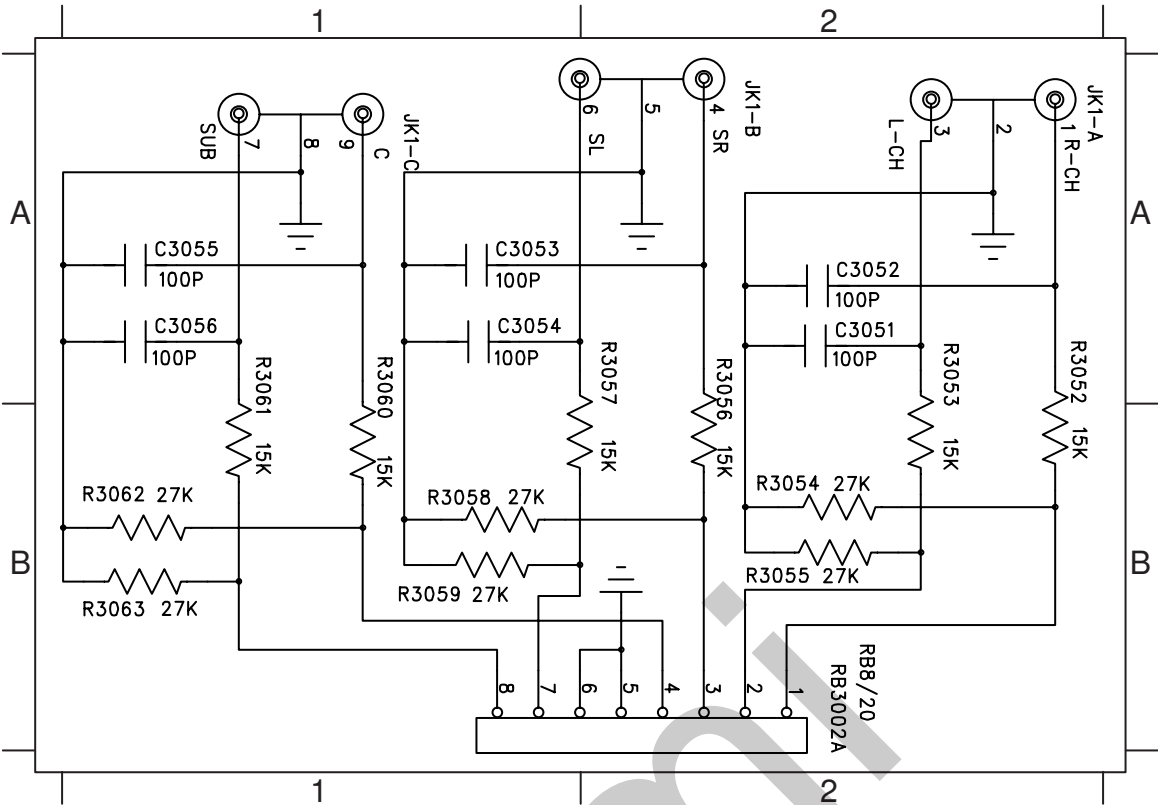 1 2
A A
B B
SUB 7
8
9 C
JK1-C
6 SL
5
4 SR
JK1-B
L-CH 3
2
1 R-CH
JK1-A
C3055
100P
C3056
100P
C3053
100P
C3054
100P
C3052
100P
C3051
100P
R3061 15K
R3060 15K
R3057 15K
R3056 15K
R3053 15K
R3052 15K
R3062 27K
R3063 27K
R3058 27K
R3059 27K
R3054 27K
R3055 27K
8 7 6 5 4 3 2 1
RB8/20
RB3002A
1 2